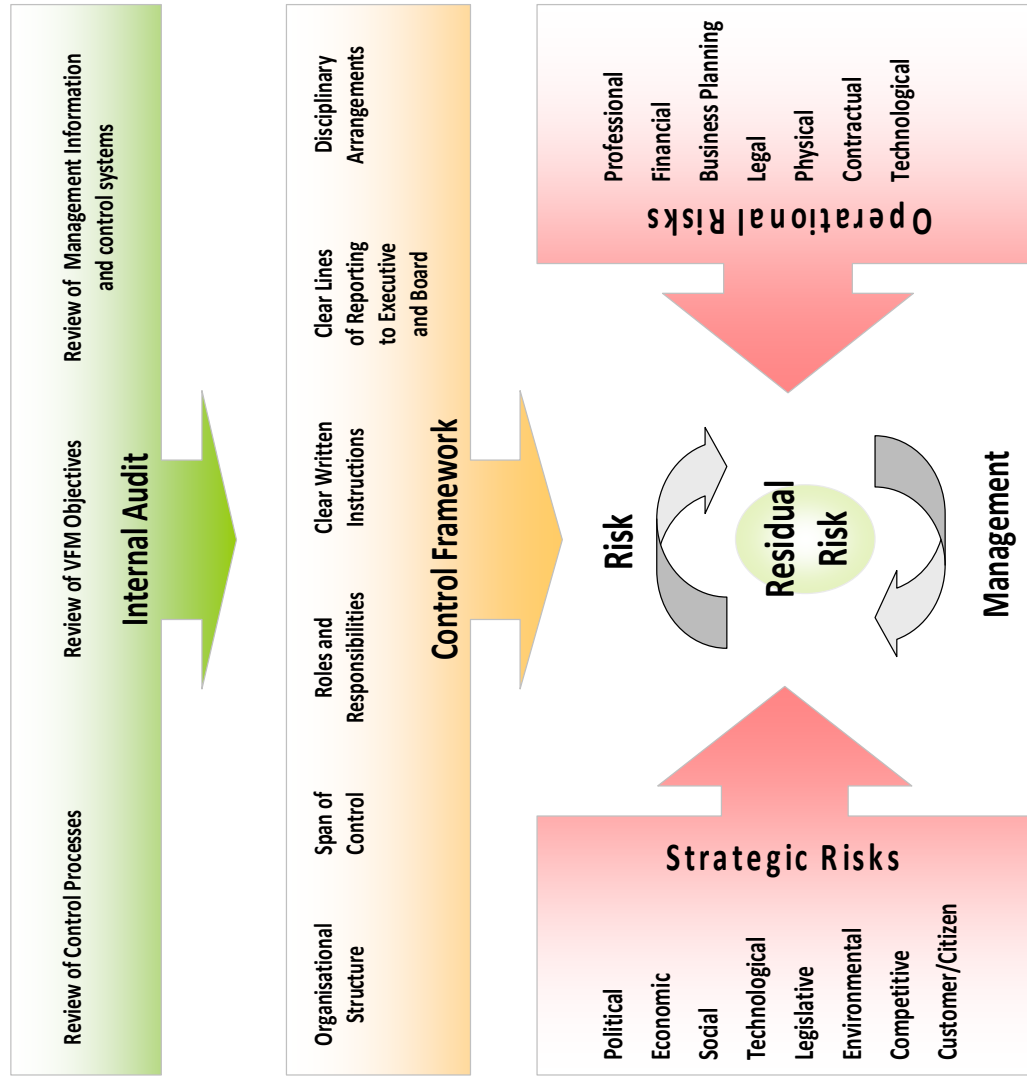 Review of Control Processes
Review of VFM Objectives
Review of Management Information
and control systems
Internal Audit
Organisational
Structure
Span of
Control
Roles and
Responsibilities
Clear Written
Instructions
Clear Lines
of Reporting
to Executive
and Board
Disciplinary
Arrangements
Control Framework
Political
Economic
Social
Technological
Legislative
Environmental
Competitive
Customer/Citizen
Strategic Risks
Risk
Residual
Risk
Management
Operational Risks
Professional
Financial
Business Planning
Legal
Physical
Contractual
Technological